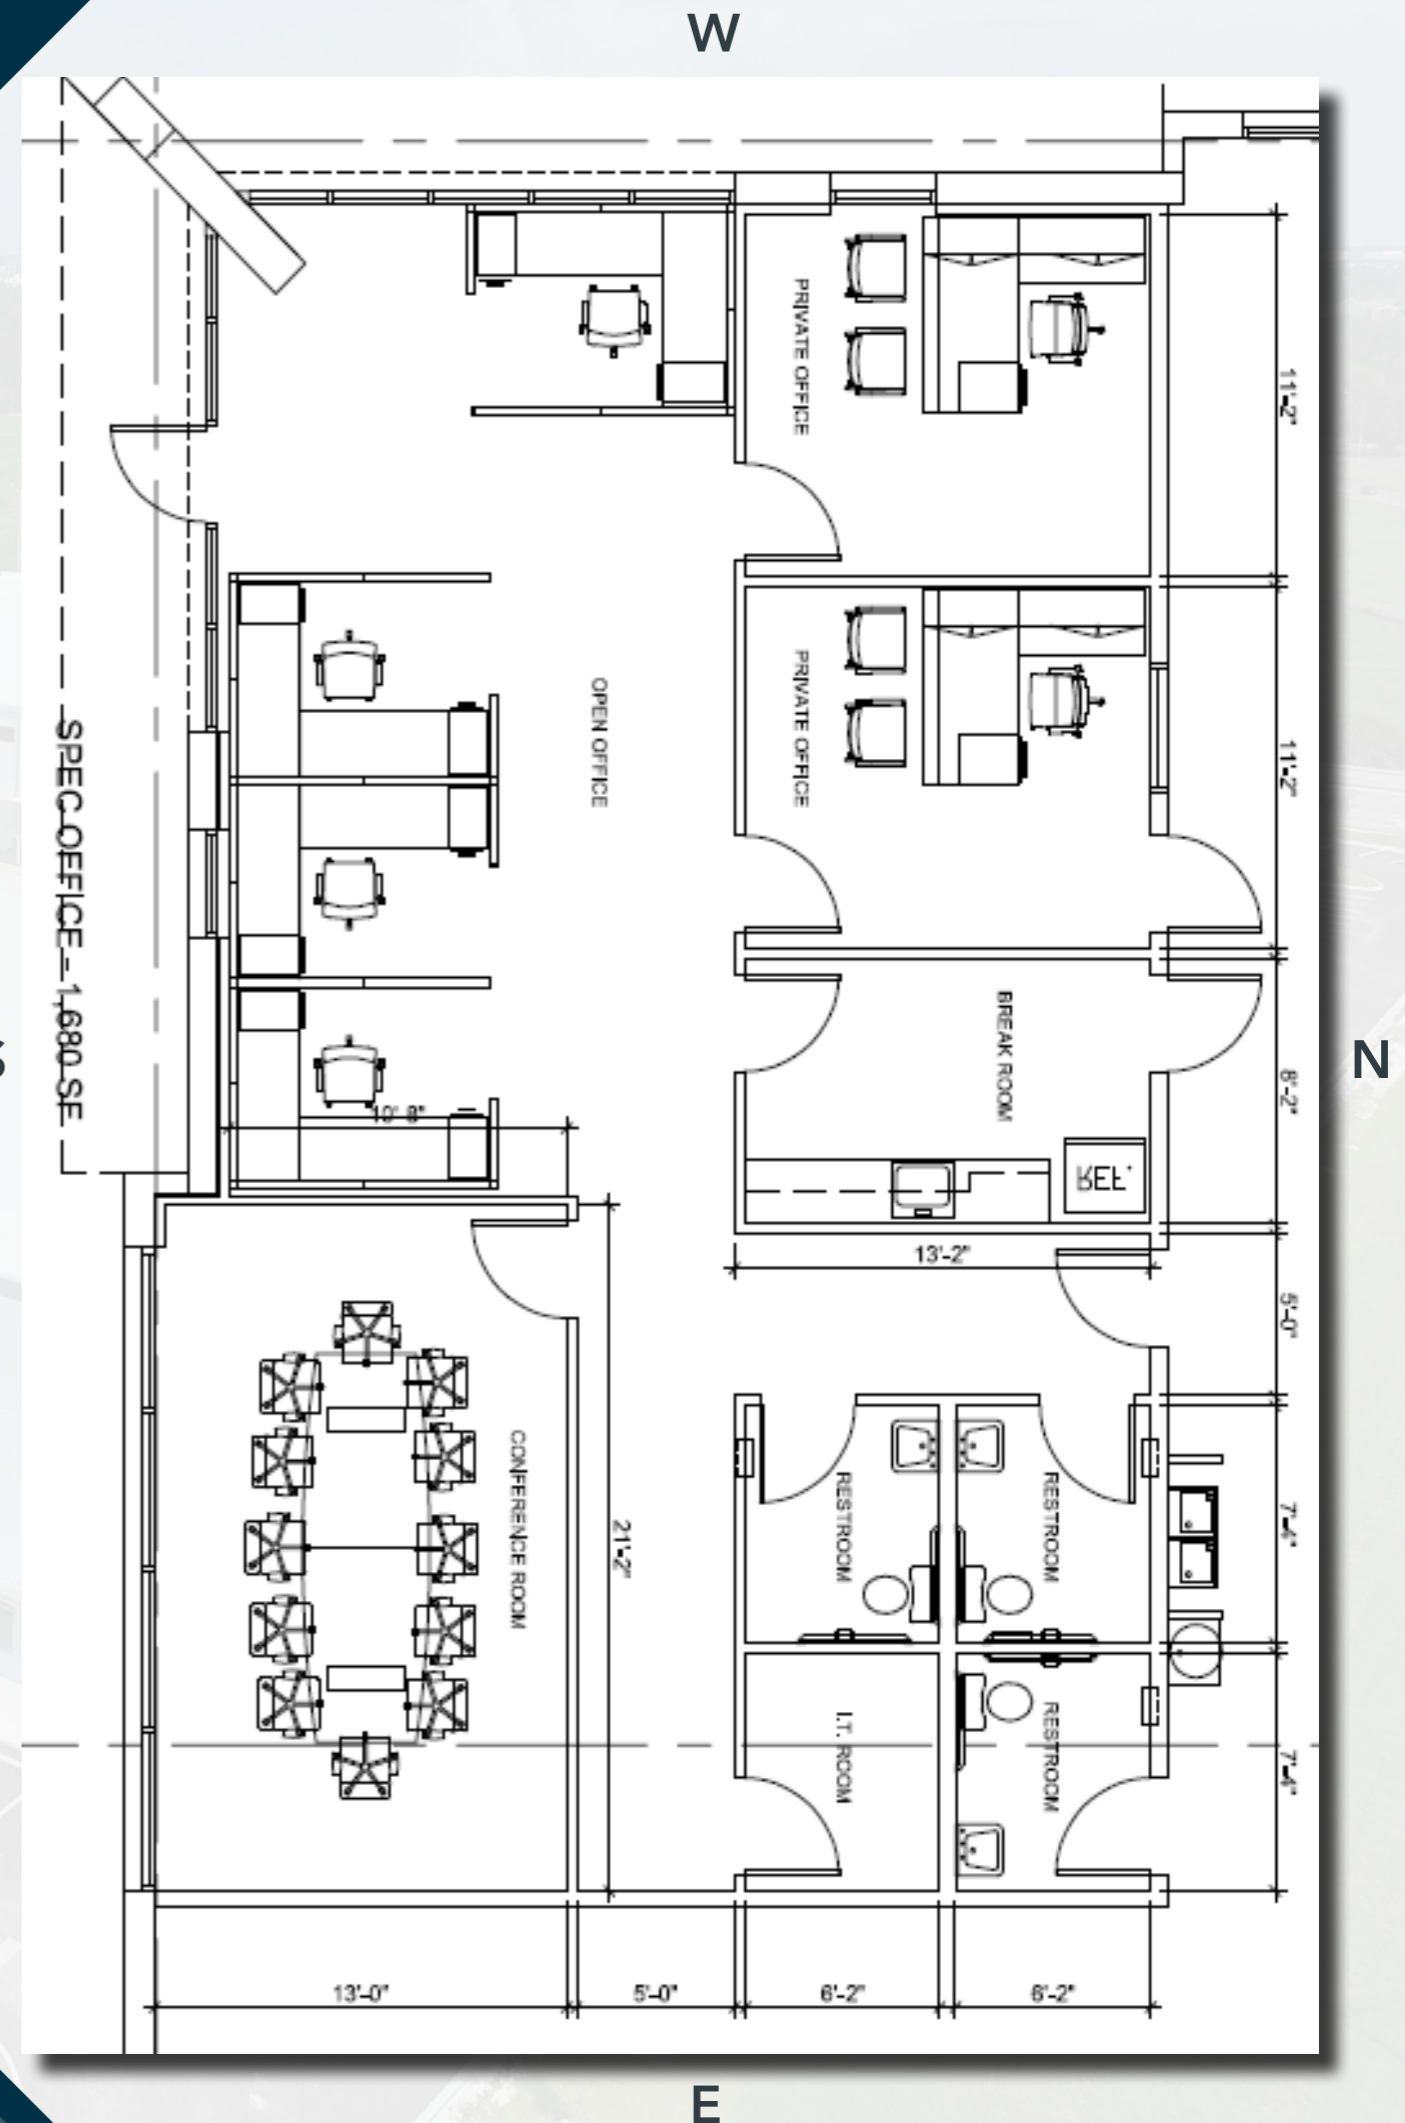 W
PRIVATE OFFICE
11'-2"
OPEN OFFICE
PRIVATE OFFICE
11'-2"
SPEC OFFICE - 1,680 SF
S
N
BREAK ROOM
8'-2"
10'-8"
REF.
13'-2"
5'-0"
CONFERENCE ROOM
21'-2"
RESTROOM
RESTROOM
7'-4"
I.T. ROOM
RESTROOM
7'-4"
13'-0"
5'-0"
6'-2"
6'-2"
E